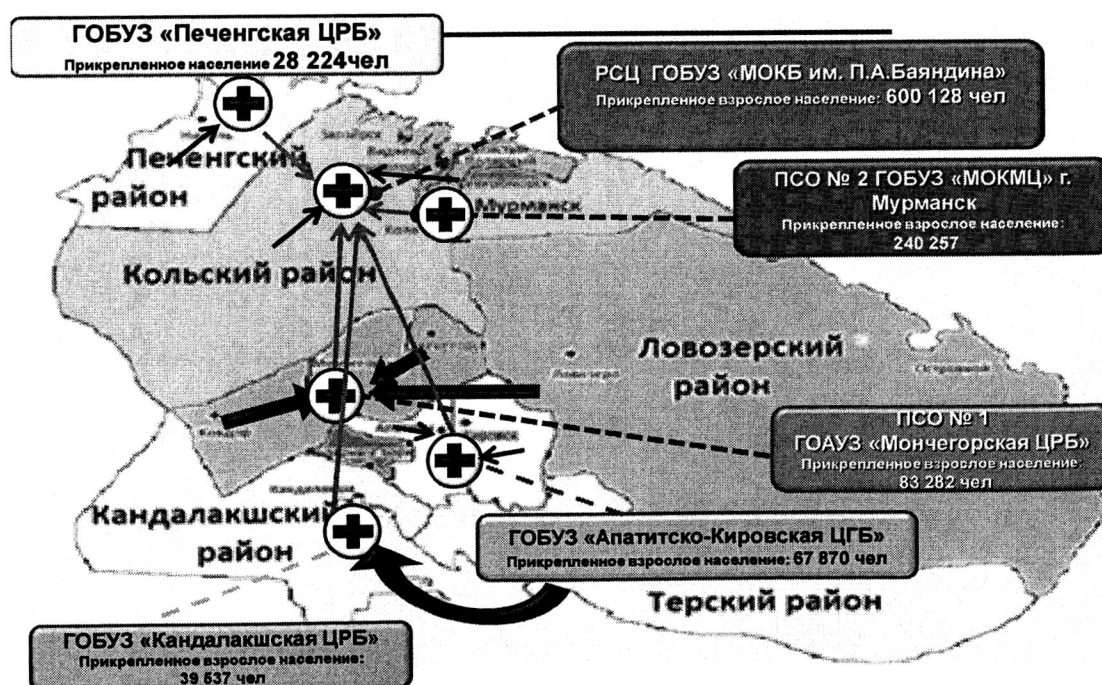 ГОБУЗ «Печенгская ЦРБ»
Прикрепленное население 28 224чел
РСЦ ГОБУЗ «МОКБ им. П.А.Баяндина»
Прикрепленное взрослое население: 600 128 чел
Печенгский
район
ПСО № 2 ГОБУЗ «МОКМЦ» г.
Мурманск
Прикрепленное взрослое население:
240 257
Мурманск
Кольский район
Ловозерский
район
ПСО № 1
ГОАУЗ «Мончегорская ЦРБ»
Прикрепленное взрослое население:
83 282 чел
Кандалакшский
район
ГОБУЗ «Апатитско-Кировская ЦГБ»
Прикрепленное взрослое население: 67 870 чел
Терский район
ГОБУЗ «Кандалакшская ЦРБ»
Прикрепленное взрослое население:
39 537 чел